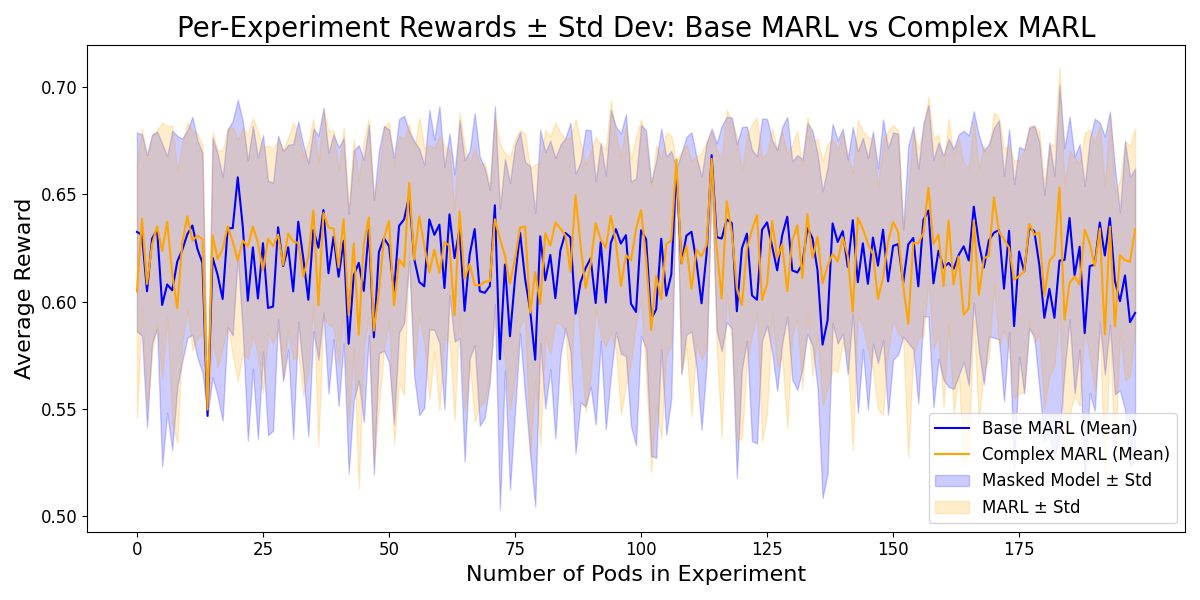 Per-Experiment Rewards ± Std Dev: Base MARL vs Complex MARL
Average Reward
0.70
0.65
0.60
0.55
0.50
Base MARL (Mean)
Complex MARL (Mean)
Masked Model ± Std
MARL ± Std
0 25 50 75 100 125 150 175
Number of Pods in Experiment